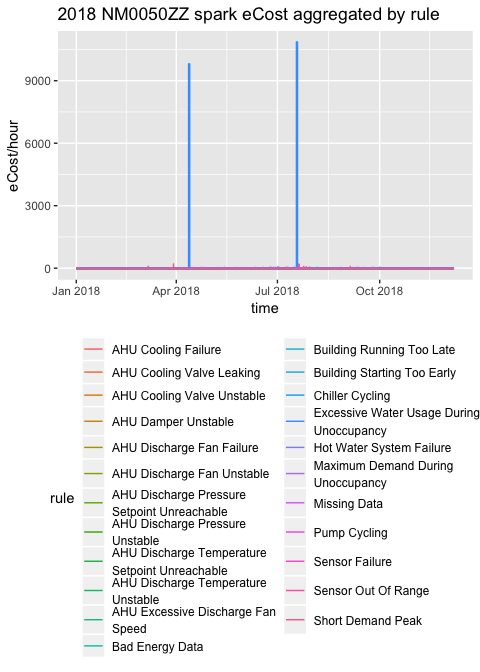 2018 NM0050ZZ spark eCost aggregated by rule
eCost/hour
9000
6000
3000
0
Jan 2018
Apr 2018
Jul 2018
Oct 2018
time
rule
AHU Cooling Failure
AHU Cooling Valve Leaking
AHU Cooling Valve Unstable
AHU Damper Unstable
AHU Discharge Fan Failure
AHU Discharge Fan Unstable
AHU Discharge Pressure
Setpoint Unreachable
AHU Discharge Pressure
Unstable
AHU Discharge Temperature
Setpoint Unreachable
AHU Discharge Temperature
Unstable
AHU Excessive Discharge Fan
Speed
Bad Energy Data
Building Running Too Late
Building Starting Too Early
Chiller Cycling
Excessive Water Usage During
Unoccupancy
Hot Water System Failure
Maximum Demand During
Unoccupancy
Missing Data
Pump Cycling
Sensor Failure
Sensor Out Of Range
Short Demand Peak